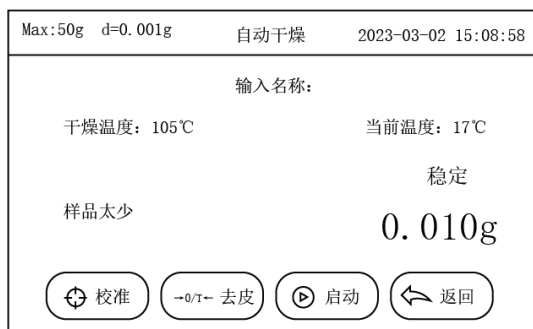 Max:50g d=0.001g 自动干燥 2023-03-02 15:08:58
输入名称:
干燥温度: 105℃ 当前温度: 17℃
稳定
样品太少 0.010g
校准 →0/T← 去皮 启动 返回